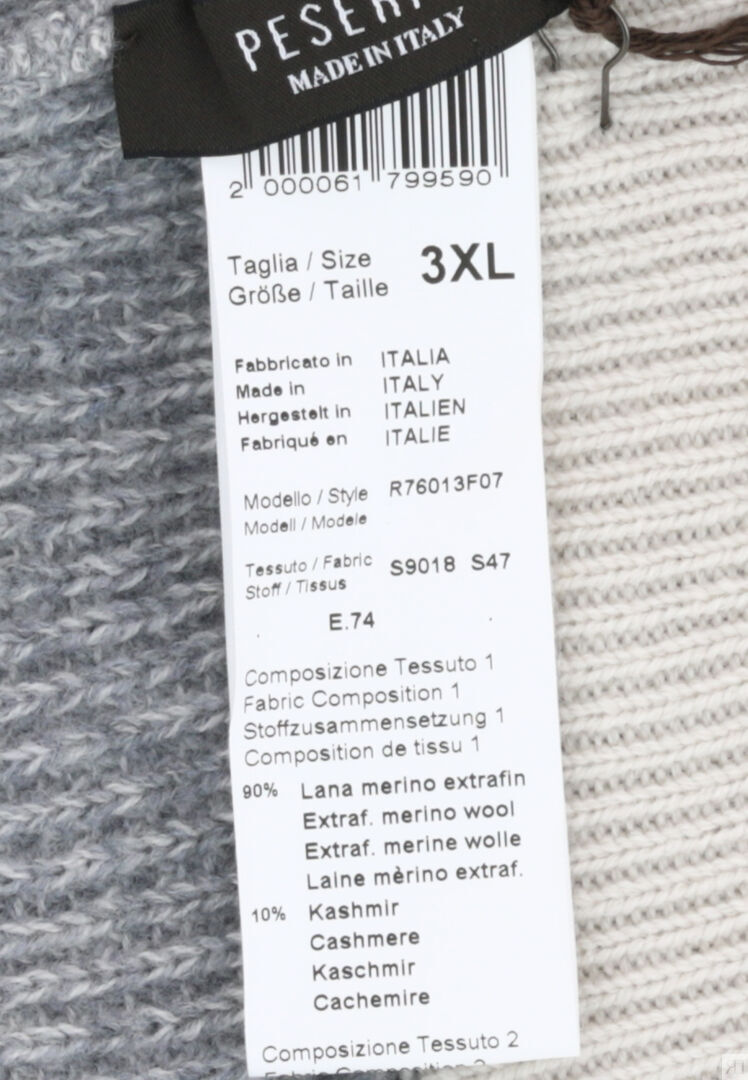 MADE IN ITALY
2 000061 799590
Taglia / Size 3XL
Größe / Taille
Fabbricato in ITALIA
Made in ITALY
Hergestelt in ITALIEN
Fabriqué en ITALIE
Modello / Style R76013F07
Modell / Modele
Tessuto / Fabric S9018 S47
Stoff / Tissus
E.74
Composizione Tessuto 1
Fabric Composition 1
Stoffzusammensetzung 1
Composition de tissu 1
90% Lana merino extrafin
Extraf. merino wool
Extraf. merine wolle
Laine mèrino extraf.
10% Kashmir
Cashmere
Kaschmir
Cachemire
Composizione Tessuto 2
Fabric Composition 2